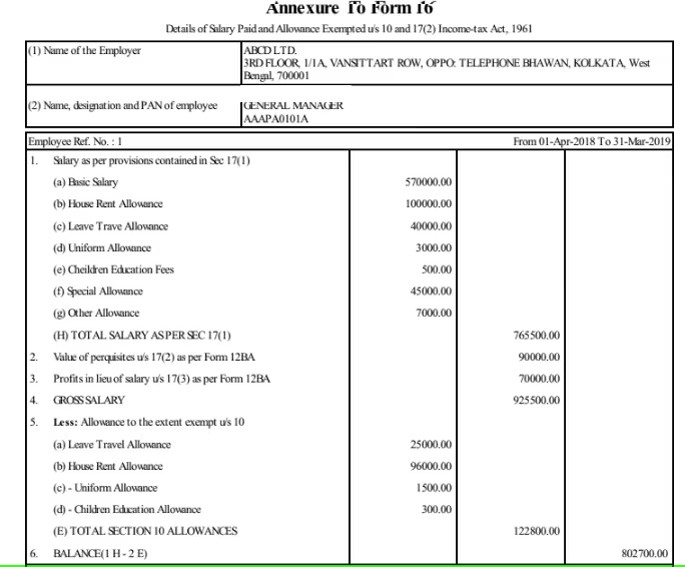 Annexure To Form 16
Details of Salary Paid and Allowance Exempted u/s 10 and 17(2) Income-tax Act, 1961
(1) Name of the Employer ABCD LTD.
3RD FLOOR, 1/1A, VANSITTART ROW, OPPO: TELEPHONE BHAWAN, KOLKATA, West
Bengal, 700001
(2) Name, designation and PAN of employee GENERAL MANAGER
AAAPA0101A
Employee Ref. No. : 1 From 01-Apr-2018 To 31-Mar-2019
1. Salary as per provisions contained in Sec 17(1)
(a) Basic Salary 570000.00
(b) House Rent Allowance 100000.00
(c) Leave Trave Allowance 40000.00
(d) Uniform Allowance 3000.00
(e) Cheildren Education Fees 500.00
(f) Special Allowance 45000.00
(g) Other Allowance 7000.00
(H) TOTAL SALARY AS PER SEC 17(1) 765500.00
2. Value of perquisites u/s 17(2) as per Form 12BA 90000.00
3. Profits in lieu of salary u/s 17(3) as per Form 12BA 70000.00
4. GROSS SALARY 925500.00
5. Less: Allowance to the extent exempt u/s 10
(a) Leave Travel Allowance 25000.00
(b) House Rent Allowance 96000.00
(c) - Uniform Allowance 1500.00
(d) - Children Education Allowance 300.00
(E) TOTAL SECTION 10 ALLOWANCES 122800.00
6. BALANCE(1 H - 2 E) 802700.00